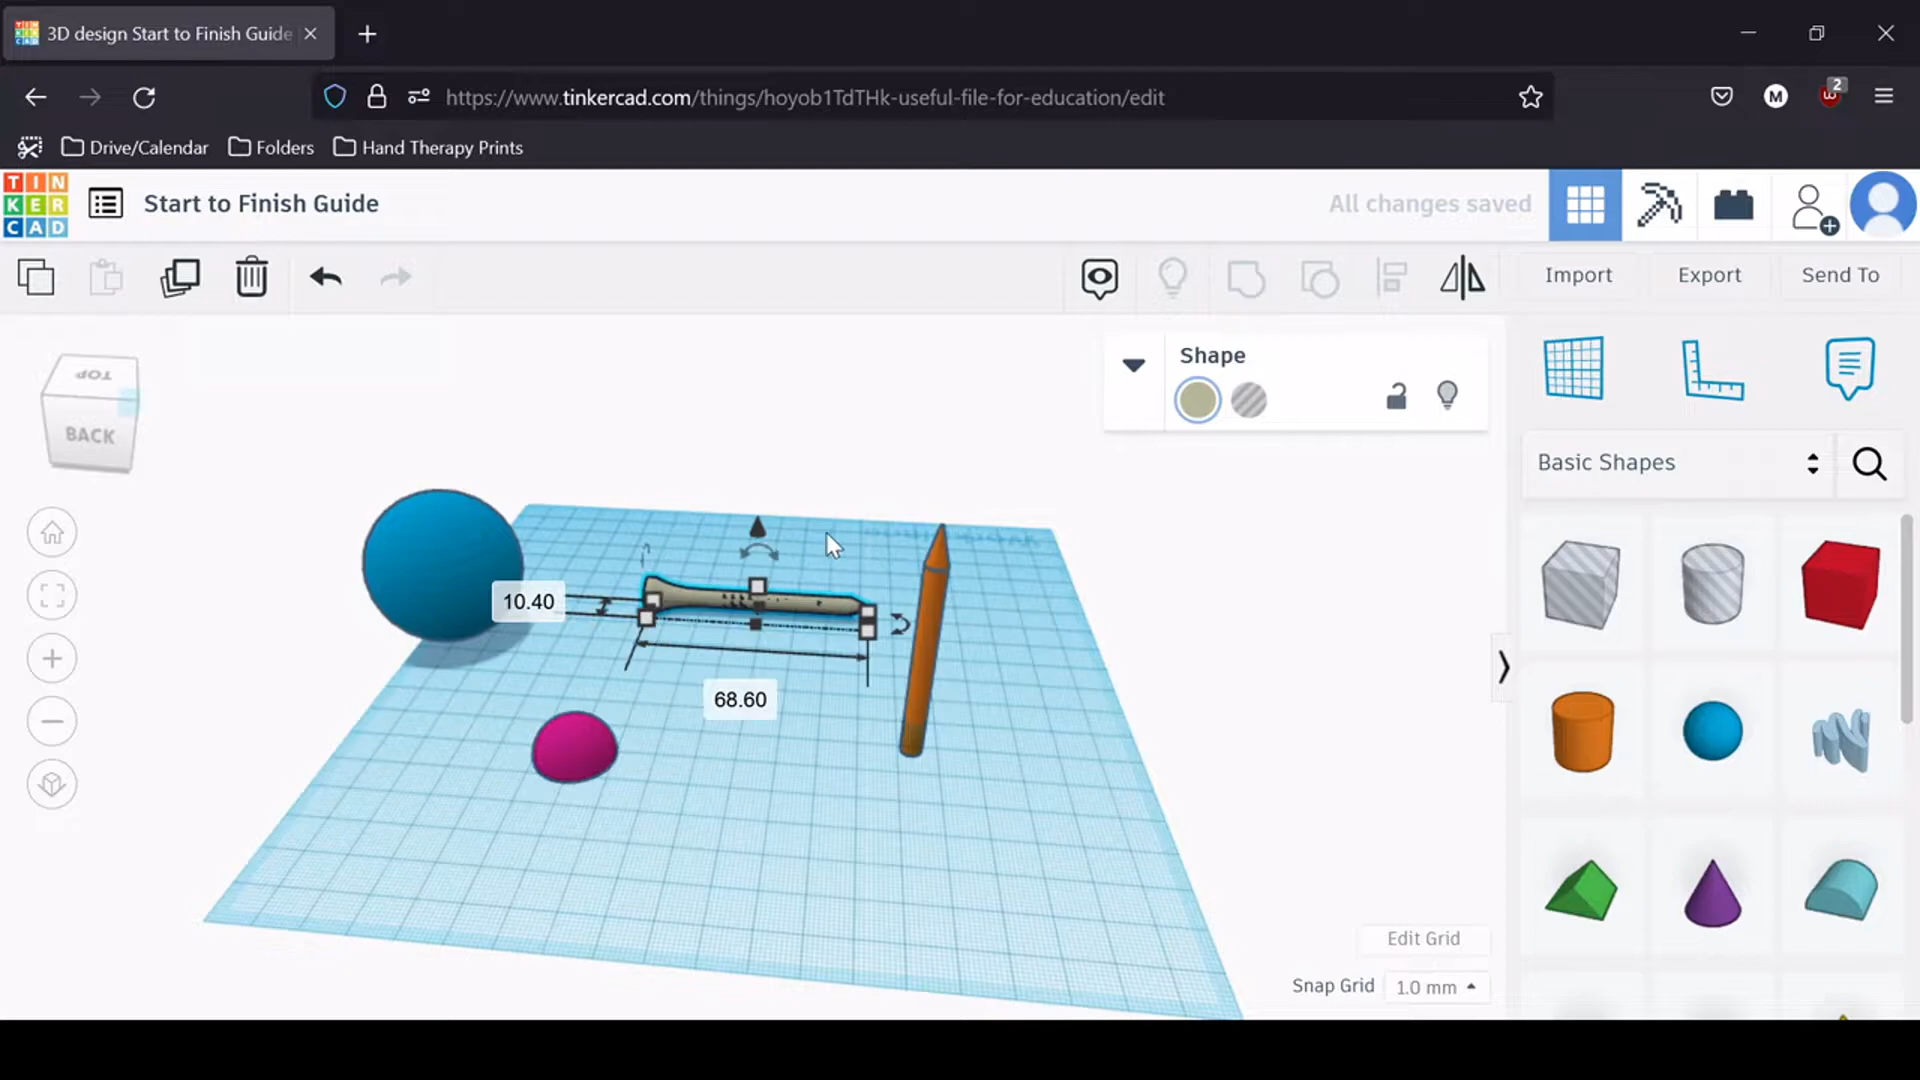 3D design Start to Finish Guide
https://www.tinkercad.com/things/hoyob1TdTHk-useful-file-for-education/edit
M
2
Drive/Calendar
Folders
Hand Therapy Prints
TIN
KER
CAD
Start to Finish Guide
All changes saved
Import
Export
Send To
TOP
BACK
Shape
Basic Shapes
10.40
68.60
Edit Grid
Snap Grid
1.0 mm